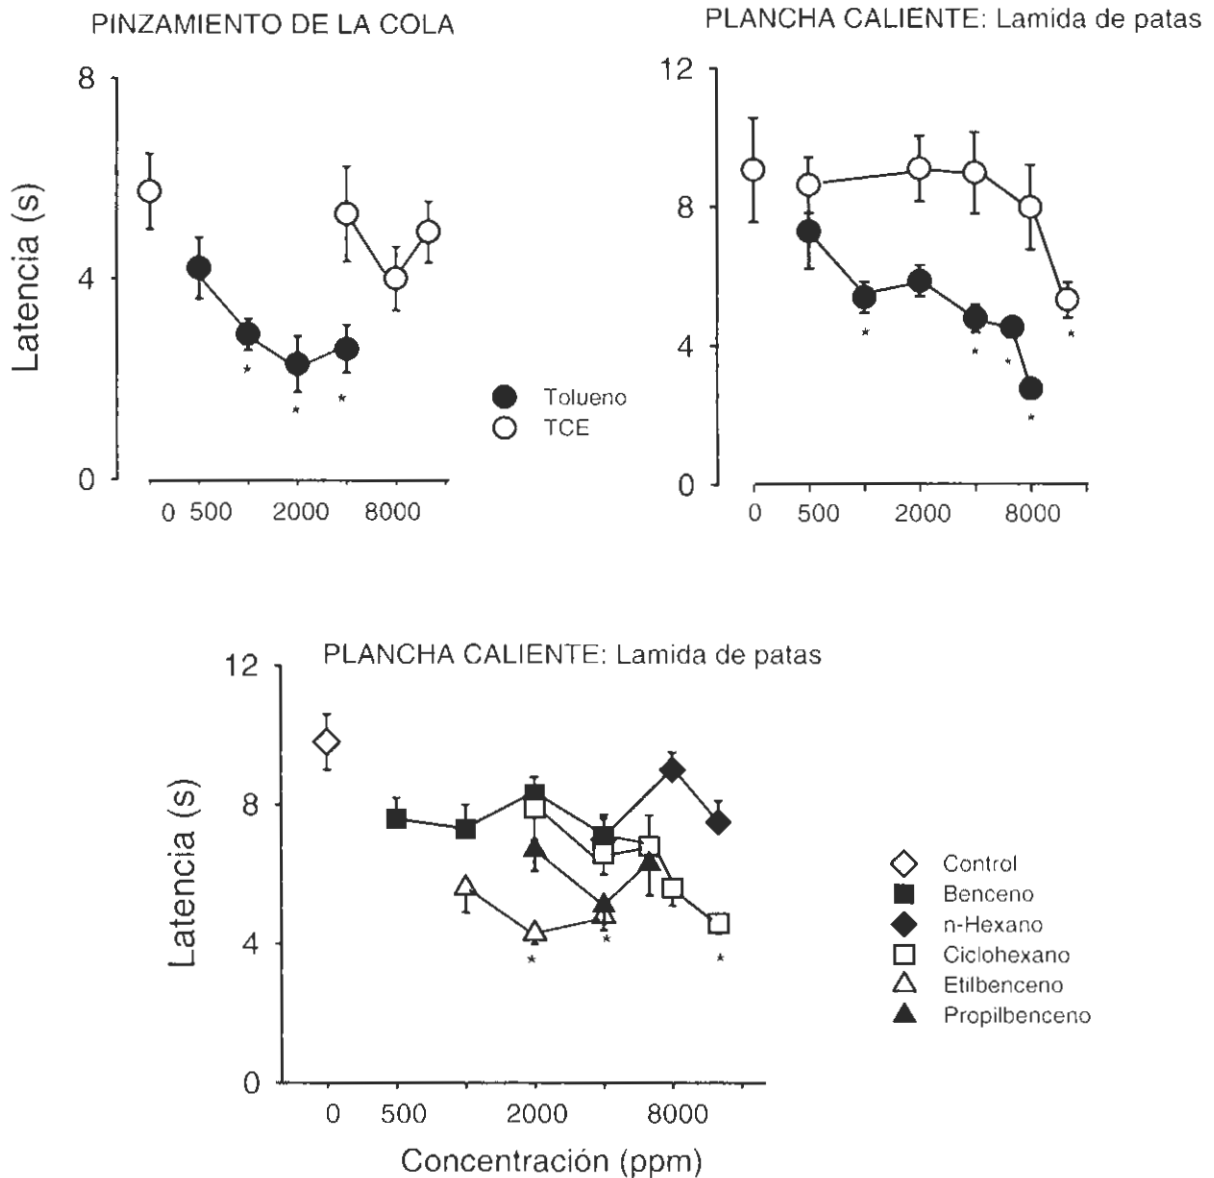 PINZAMIENTO DE LA COLA
8
4
0
Latencia (s)
0 500 2000 8000
Tolueno
TCE
PLANCHA CALIENTE: Lamida de patas
12
8
4
0
0 500 2000 8000
PLANCHA CALIENTE: Lamida de patas
12
8
4
0
Latencia (s)
0 500 2000 8000
Concentración (ppm)
Control
Benceno
n-Hexano
Ciclohexano
Etilbenceno
Propilbenceno